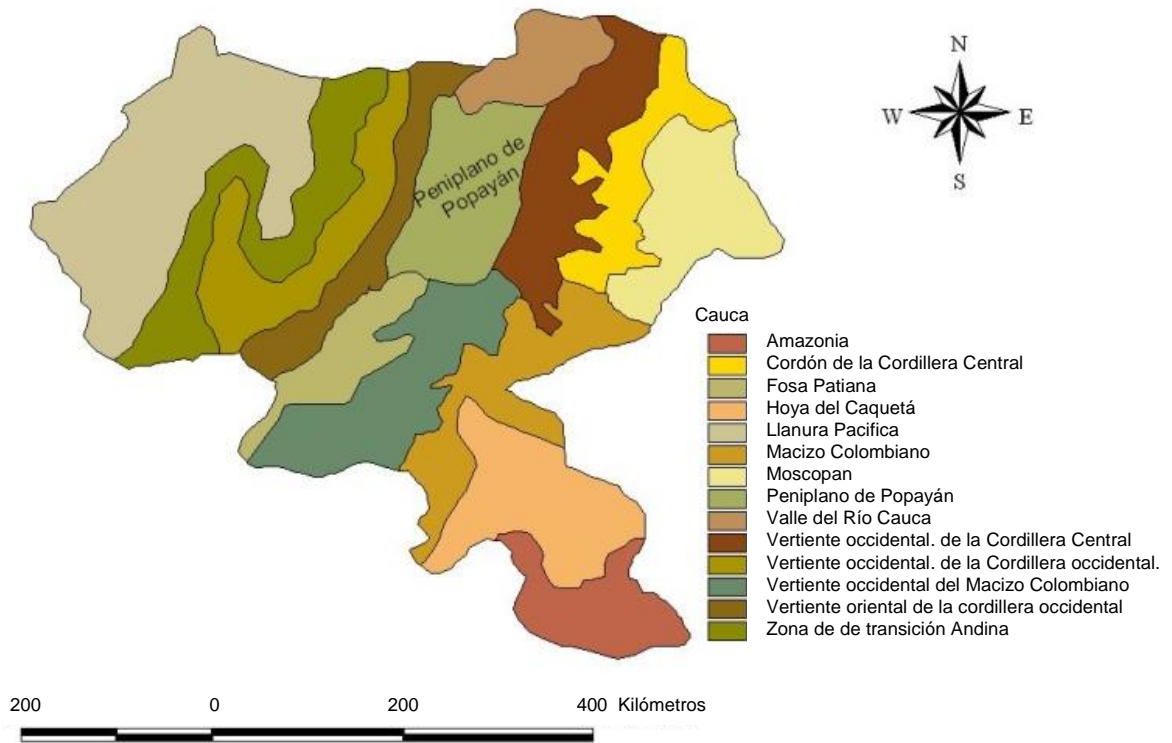 N
W
E
S
Peniplano de
Popayán
Cauca
Amazonia
Cordón de la Cordillera Central
Fosa Patiana
Hoya del Caquetá
Llanura Pacifica
Macizo Colombiano
Moscopan
Peniplano de Popayán
Valle del Río Cauca
Vertiente occidental. de la Cordillera Central
Vertiente occidental. de la Cordillera occidental.
Vertiente occidental del Macizo Colombiano
Vertiente oriental de la cordillera occidental
Zona de de transición Andina
200 0 200 400 Kilómetros